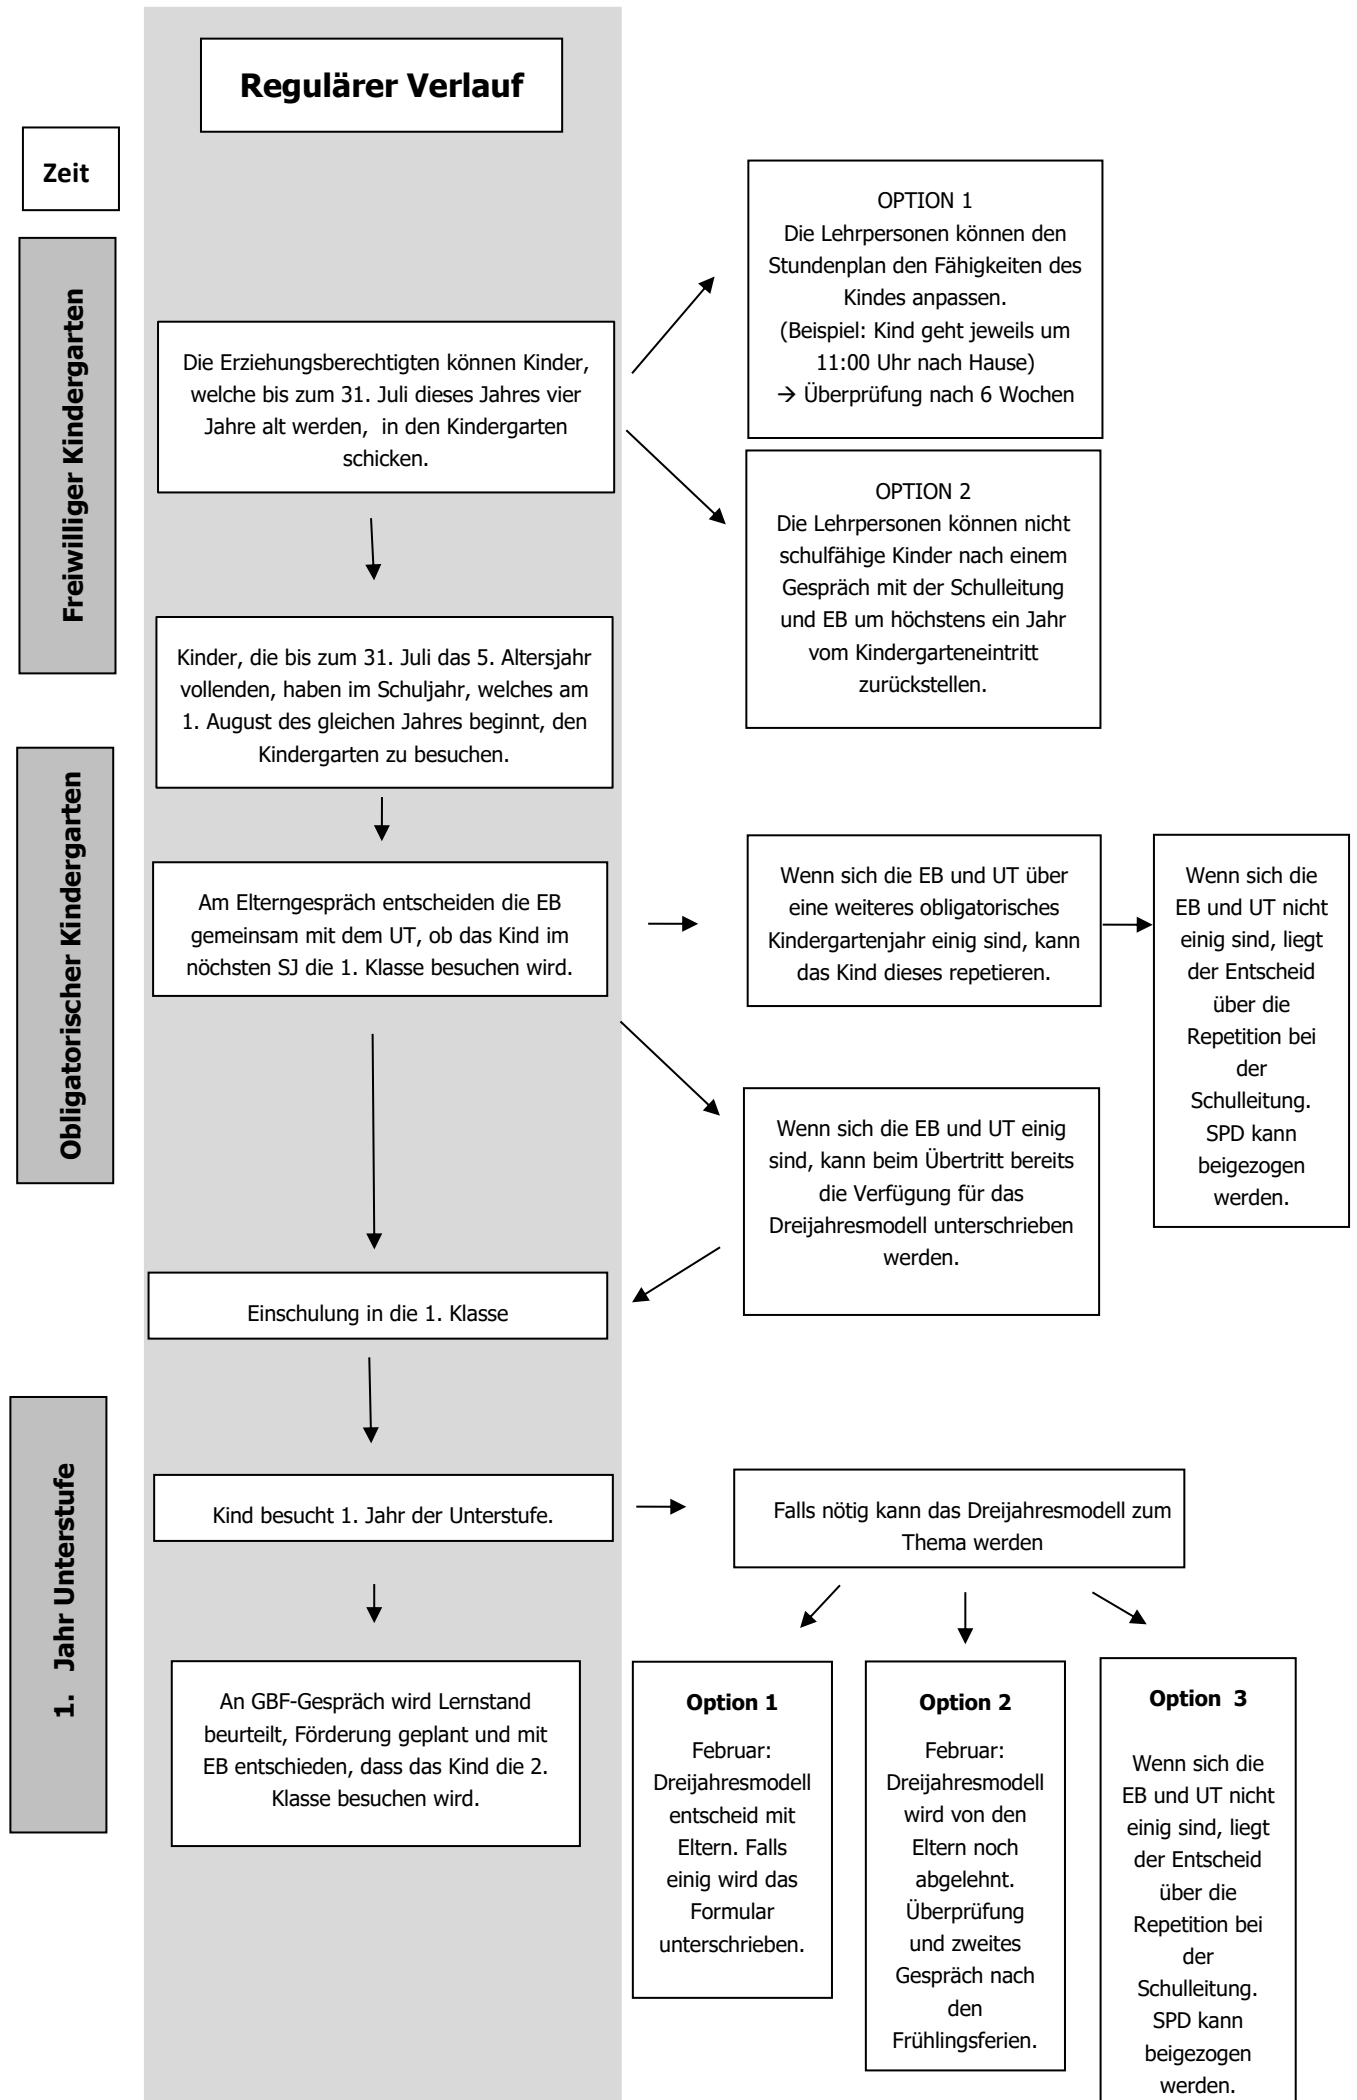 Regulärer Verlauf
Zeit
Freiwilliger Kindergarten
Die Erziehungsberechtigten können Kinder,
welche bis zum 31. Juli dieses Jahres vier
Jahre alt werden, in den Kindergarten
schicken.
OPTION 1
Die Lehrpersonen können den
Stundenplan den Fähigkeiten des
Kindes anpassen.
(Beispiel: Kind geht jeweils um
11:00 Uhr nach Hause)
→ Überprüfung nach 6 Wochen
OPTION 2
Die Lehrpersonen können nicht
schulfähige Kinder nach einem
Gespräch mit der Schulleitung
und EB um höchstens ein Jahr
vom Kindergarteneintritt
zurückstellen.
Kinder, die bis zum 31. Juli das 5. Altersjahr
vollenden, haben im Schuljahr, welches am
1. August des gleichen Jahres beginnt, den
Kindergarten zu besuchen.
Obligatorischer Kindergarten
Am Elterngespräch entscheiden die EB
gemeinsam mit dem UT, ob das Kind im
nöchsten SJ die 1. Klasse besuchen wird.
Wenn sich die EB und UT über
eine weiteres obligatorisches
Kindergartenjahr einig sind, kann
das Kind dieses repetieren.
Wenn sich die
EB und UT nicht
einig sind, liegt
der Entscheid
über die
Repetition bei
der
Schulleitung.
SPD kann
beigezogen
werden.
Wenn sich die EB und UT einig
sind, kann beim Übertritt bereits
die Verfügung für das
Dreijahresmodell unterschrieben
werden.
Einschulung in die 1. Klasse
1. Jahr Unterstufe
Kind besucht 1. Jahr der Unterstufe.
Falls nötig kann das Dreijahresmodell zum
Thema werden
An GBF-Gespräch wird Lernstand
beurteilt, Förderung geplant und mit
EB entschieden, dass das Kind die 2.
Klasse besuchen wird.
Option 1
Februar:
Dreijahresmodell
entscheid mit
Eltern. Falls
einig wird das
Formular
unterschrieben.
Option 2
Februar:
Dreijahresmodell
wird von den
Eltern noch
abgelehnt.
Überprüfung
und zweites
Gespräch nach
den
Frühlingsferien.
Option 3
Wenn sich die
EB und UT nicht
einig sind, liegt
der Entscheid
über die
Repetition bei
der
Schulleitung.
SPD kann
beigezogen
werden.